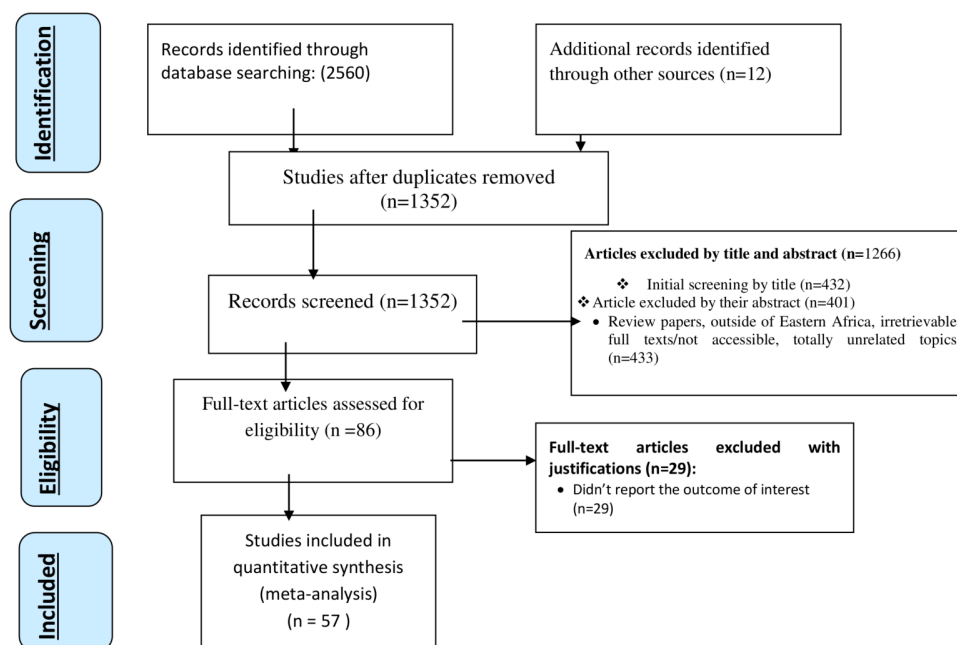 Identification
Records identified through
database searching: (2560)
Additional records identified
through other sources (n=12)
Studies after duplicates removed
(n=1352)
Screening
Records screened (n=1352)
Articles excluded by title and abstract (n=1266)
❖ Initial screening by title (n=432)
❖ Article excluded by their abstract (n=401)
• Review papers, outside of Eastern Africa, irretrievable
full texts/not accessible, totally unrelated topics
(n=433)
Eligibility
Full-text articles assessed for
eligibility (n =86)
Full-text articles excluded with
justifications (n=29):
• Didn't report the outcome of interest
(n=29)
Included
Studies included in
quantitative synthesis
(meta-analysis)
(n = 57 )